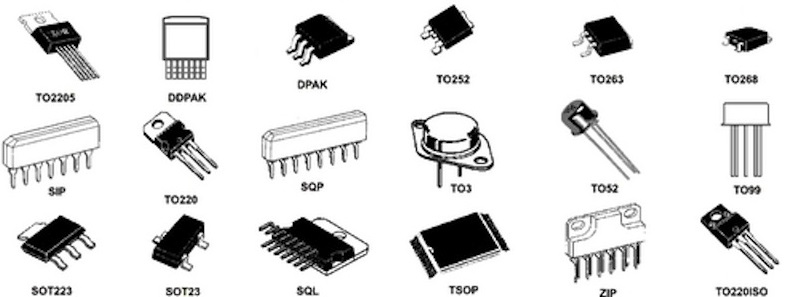 TO2205
DDPAK
DPAK
TO252
TO263
TO268
SIP
TO220
SQP
TO3
TO52
TO99
SOT223
SOT23
SQL
TSOP
ZIP
TO220ISO